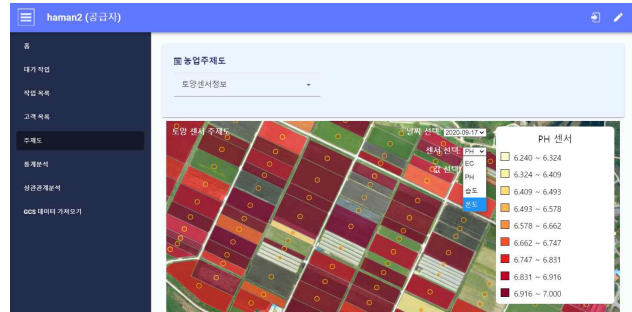 haman2 (공급자)
홈
대기 작업
작업 목록
고객 목록
주제도
통계분석
상관관계분석
GCS 데이터 가져오기
농업주제도
토양센서정보
토양 센서 주제도
날짜 선택: 2020-09-17
센서 선택: PH
값 선택:
EC
PH
습도
온도
PH 센서
6.240 ~ 6.324
6.324 ~ 6.409
6.409 ~ 6.493
6.493 ~ 6.578
6.578 ~ 6.662
6.662 ~ 6.747
6.747 ~ 6.831
6.831 ~ 6.916
6.916 ~ 7.000